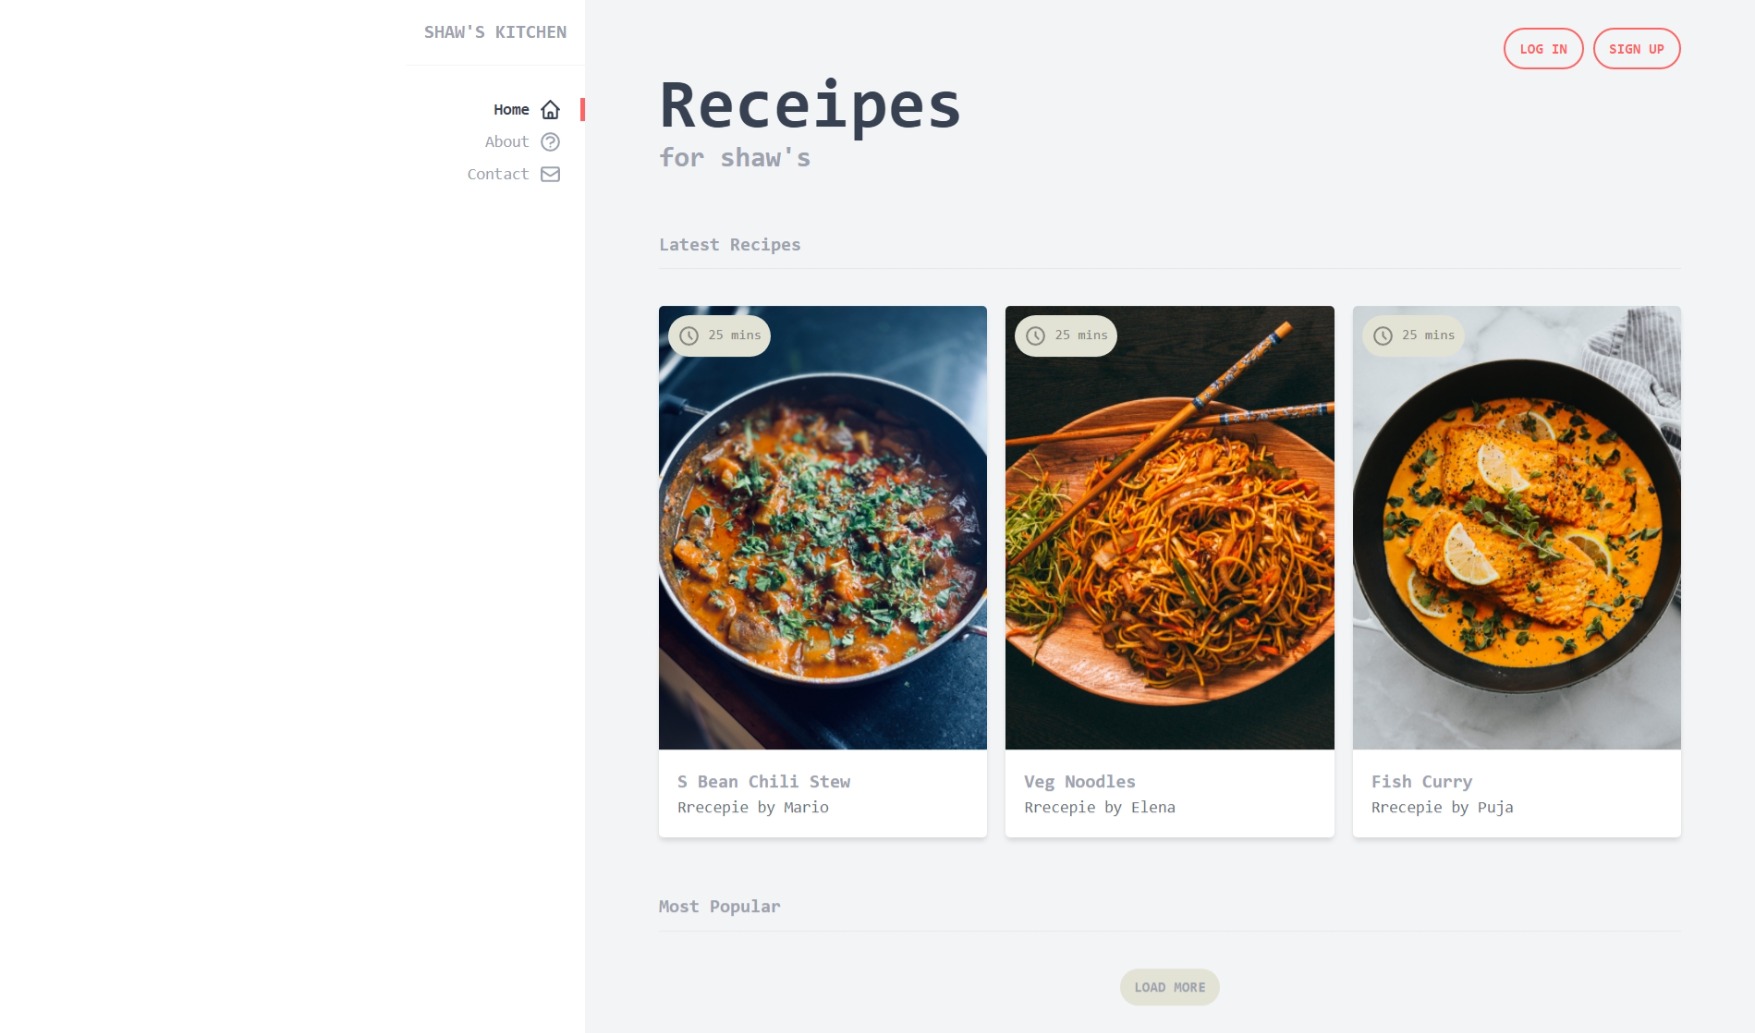 SHAW'S KITCHEN
Home
About
Contact
LOG IN
SIGN UP
Receipes
for shaw's
Latest Recipes
25 mins
25 mins
25 mins
S Bean Chili Stew
Rrecepie by Mario
Veg Noodles
Rrecepie by Elena
Fish Curry
Rrecepie by Puja
Most Popular
LOAD MORE